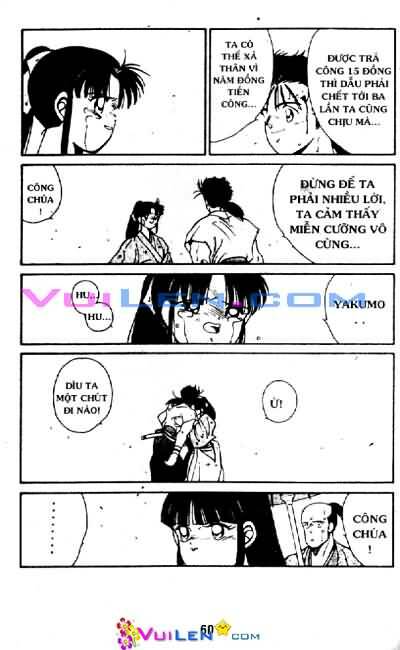 ĐƯỢC TRẢ
CÔNG 15 ĐỒNG
THÌ DẪU PHẢI
CHẾT TỚI BA
LẦN TA CŨNG
CHỊU MÀ...
TA CÓ
THỂ XẢ
THÂN VÌ
NĂM ĐỒNG
TIỀN
CÔNG...
ĐỪNG ĐỂ TA
PHẢI NHIỀU LỜI,
TA CẢM THẤY
MIỄN CƯỠNG VÔ
CÙNG...
CÔNG
CHÚA
!
YAKUMO
HU...
HU...
VuiLen.com
Ừ!
DÌU TA
MỘT CHÚT
ĐI NÀO!
CÔNG
CHÚA
!
........
60
VuiLen.com